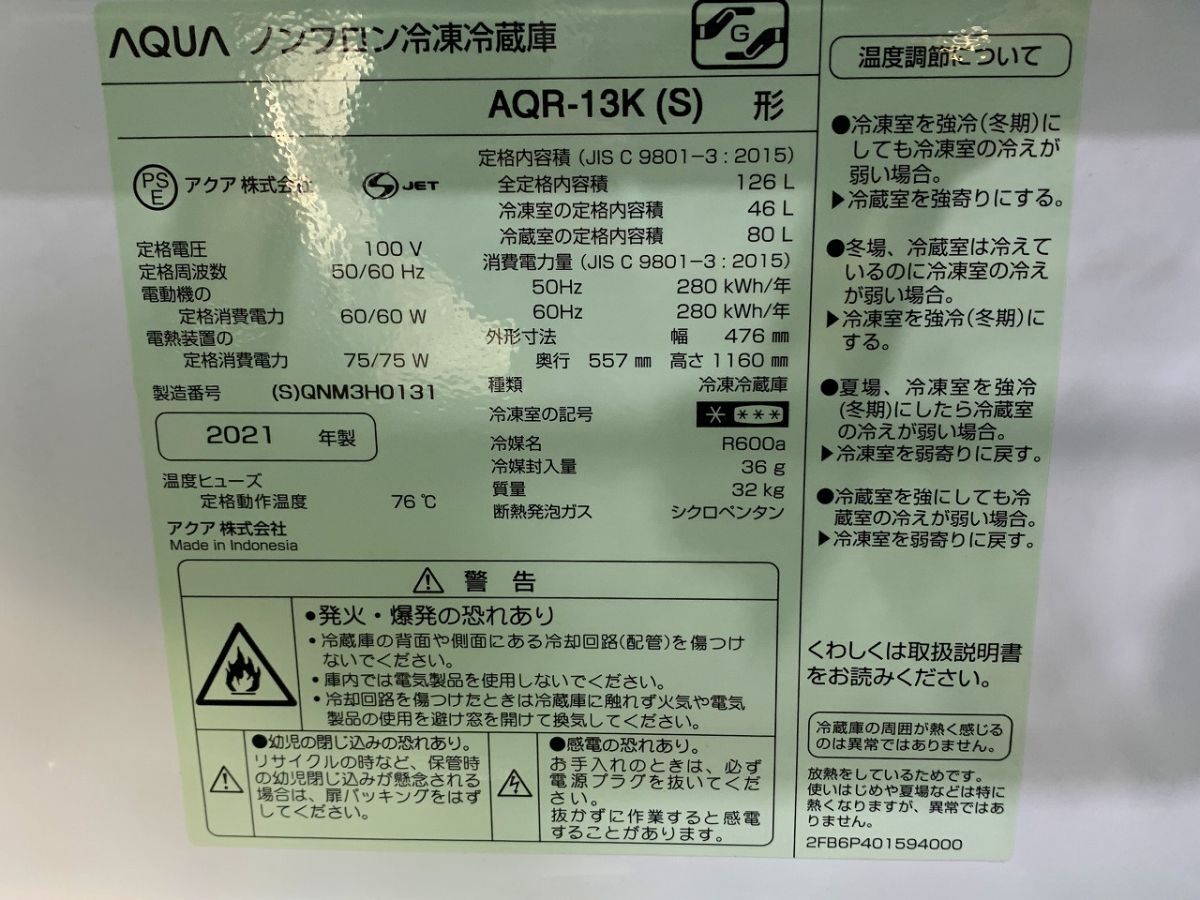 AQUA ノンフロン冷凍冷蔵庫
G
AQR-13K (S) 形
PS
E
アクア 株式会社
S JET
定格電圧 100 V
定格周波数 50/60 Hz
電動機の
定格消費電力 60/60 W
電熱装置の
定格消費電力 75/75 W
製造番号 (S)QNM3H0131
2021 年製
温度ヒューズ
定格動作温度 76 ℃
アクア 株式会社
Made in Indonesia
定格内容積 (JIS C 9801-3 : 2015)
全定格内容積 126 L
冷凍室の定格内容積 46 L
冷蔵室の定格内容積 80 L
消費電力量 (JIS C 9801-3 : 2015)
50Hz 280 kWh/年
60Hz 280 kWh/年
外形寸法 幅 476 ㎜
奥行 557 ㎜ 高さ 1160 ㎜
種類 冷凍冷蔵庫
冷凍室の記号 * ***
冷媒名 R600a
冷媒封入量 36 g
質量 32 kg
断熱発泡ガス シクロペンタン
⚠ 警告
●発火・爆発の恐れあり
・冷蔵庫の背面や側面にある冷却回路(配管)を傷つけ
ないでください。
・庫内では電気製品を使用しないでください。
・冷却回路を傷つけたときは冷蔵庫に触れず火気や電気
製品の使用を避け窓を開けて換気してください。
●幼児の閉じ込みの恐れあり。
リサイクルの時など、保管時
の幼児閉じ込みが懸念される
場合は、扉パッキングをはず
してください。
●感電の恐れあり。
お手入れのときは、必ず
電源プラグを抜いてくだ
さい。
抜かずに作業すると感電
することがあります。
温度調節について
●冷凍室を強冷(冬期)に
しても冷凍室の冷えが
弱い場合。
▶冷蔵室を強寄りにする。
●冬場、冷蔵室は冷えて
いるのに冷凍室の冷え
が弱い場合。
▶冷凍室を強冷(冬期)に
する。
●夏場、冷凍室を強冷
(冬期)にしたら冷蔵室
の冷えが弱い場合。
▶冷凍室を弱寄りに戻す。
●冷蔵室を強にしても冷
蔵室の冷えが弱い場合。
▶冷凍室を弱寄りに戻す。
くわしくは取扱説明書
をお読みください。
冷蔵庫の周囲が熱く感じる
のは異常ではありません。
放熱をしているためです。
使いはじめや夏場などは特に
熱くなりますが、異常ではあ
りません。
2FB6P401594000